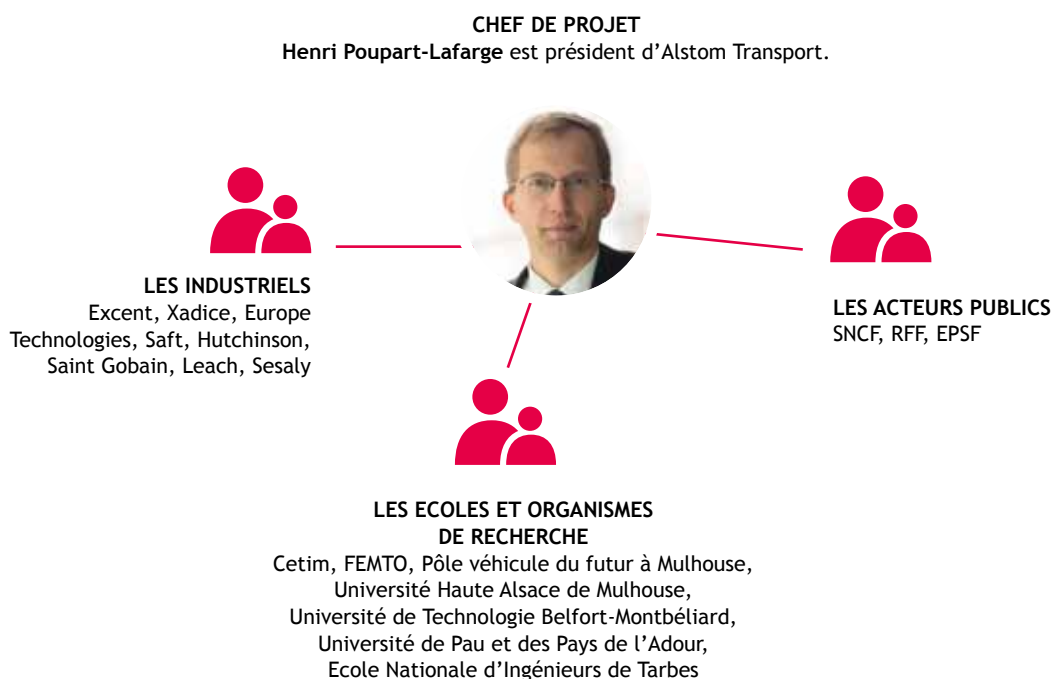 CHEF DE PROJET
Henri Poupart-Lafarge est président d’Alstom Transport.
LES INDUSTRIELS
Excent, Xadice, Europe
Technologies, Saft, Hutchinson,
Saint Gobain, Leach, Sesaly
LES ACTEURS PUBLICS
SNCF, RFF, EPSF
LES ECOLES ET ORGANISMES
DE RECHERCHE
Cetim, FEMTO, Pôle véhicule du futur à Mulhouse,
Université Haute Alsace de Mulhouse,
Université de Technologie Belfort-Montbéliard,
Université de Pau et des Pays de l’Adour,
Ecole Nationale d’Ingénieurs de Tarbes